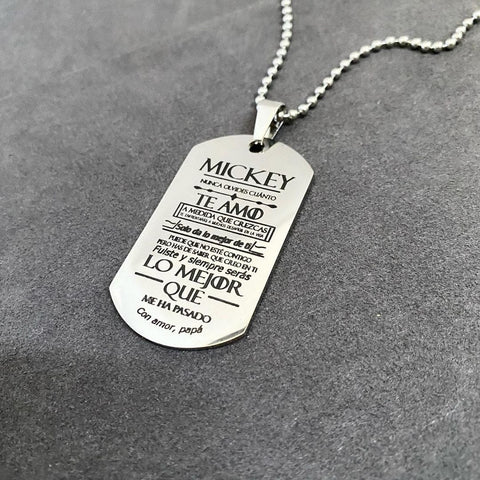 MICKEY
NUNCA OLVIDES CUÁNTO
TE AMO
A MEDIDA QUE CREZCAS
Solo da lo mejor de ti
PUEDE QUE NO ESTÉ CONTIGO
PERO HAS DE SABER QUE CREO EN TI
Fuiste y siempre serás
LO MEJOR
QUE
ME HA PASADO
Con amor, papá